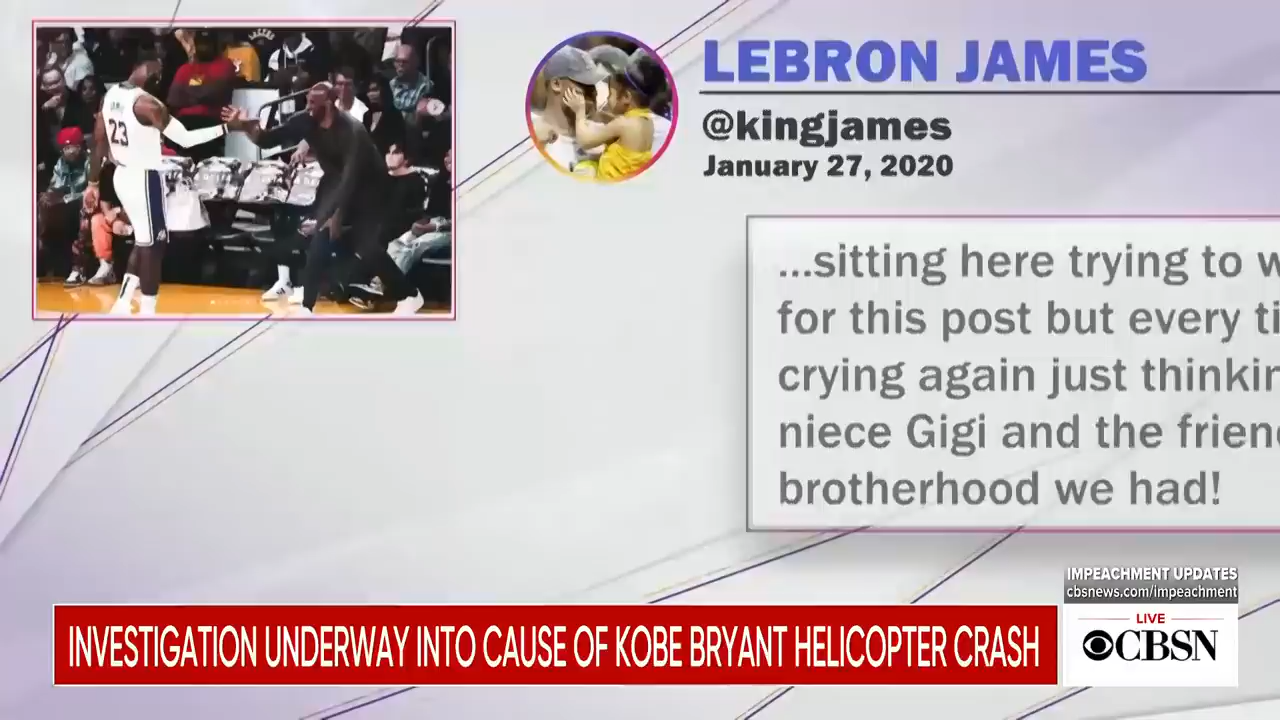 LEBRON JAMES
@kingjames
January 27, 2020
...sitting here trying to w
for this post but every ti
crying again just thinkin
niece Gigi and the frien
brotherhood we had!
23
IMPEACHMENT UPDATES
cbsnews.com/impeachment
INVESTIGATION UNDERWAY INTO CAUSE OF KOBE BRYANT HELICOPTER CRASH
LIVE
CBSN